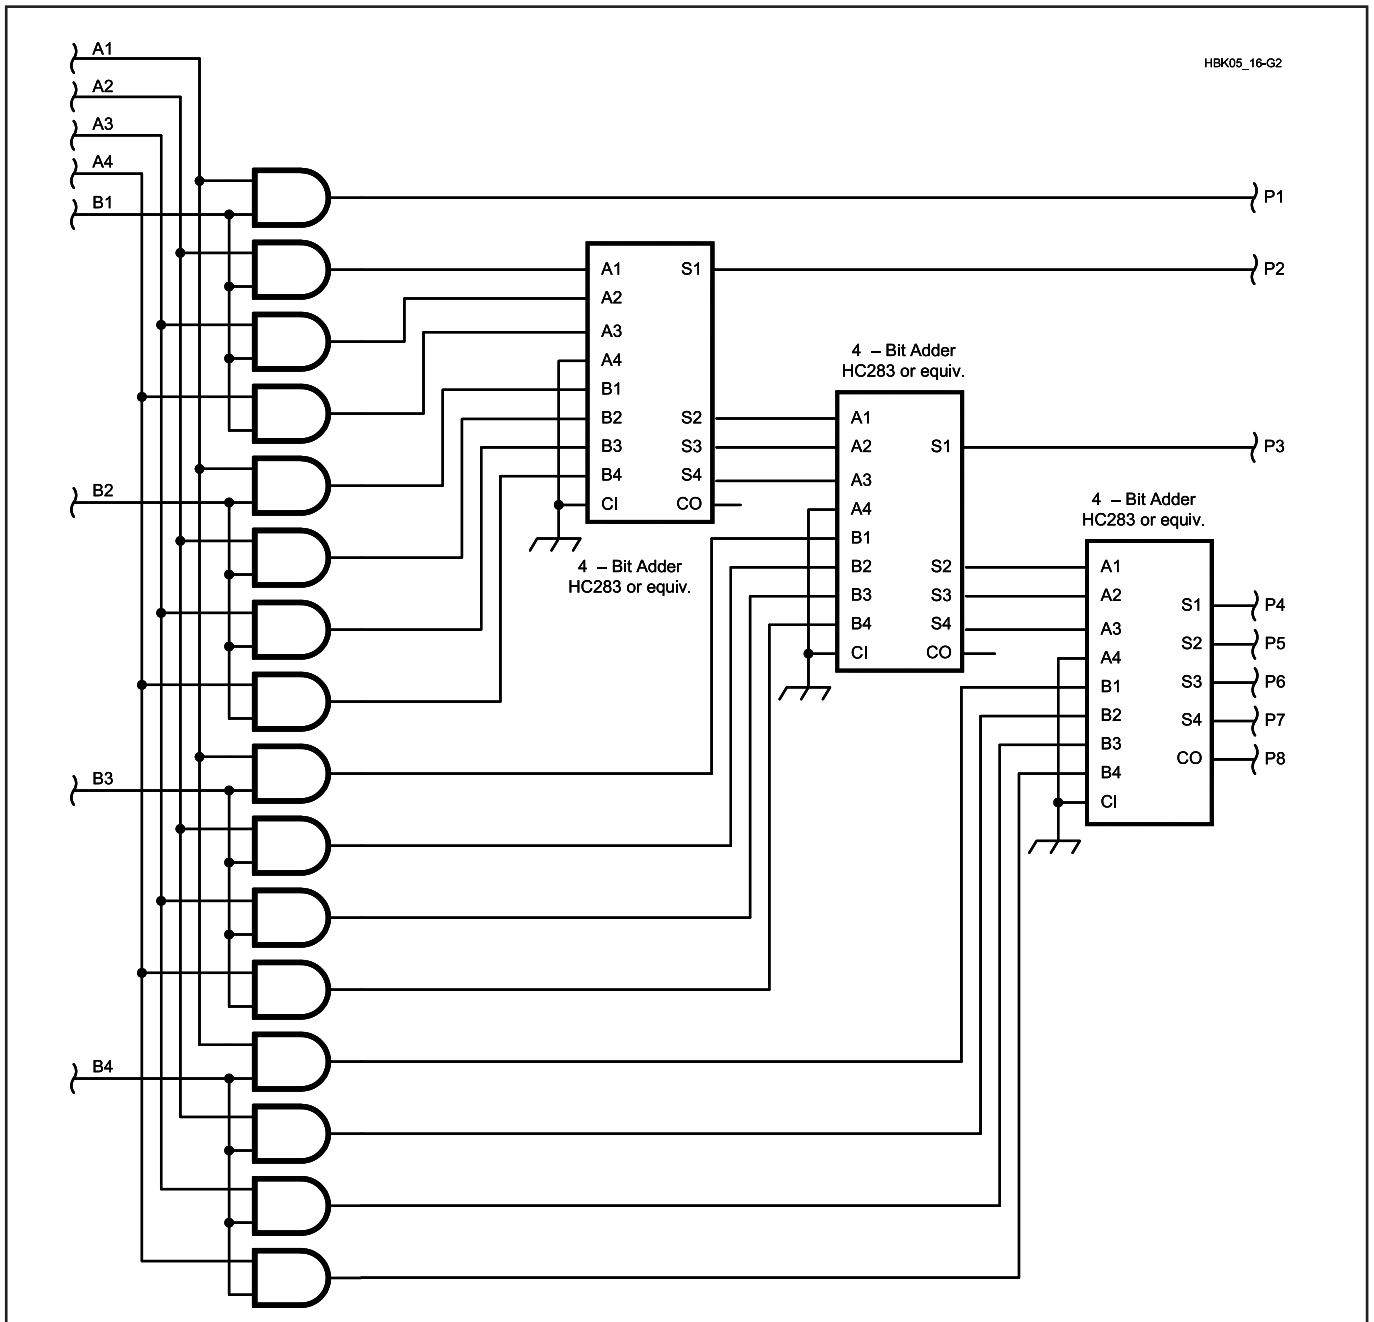 A1
HBK05_16-G2
A2
A3
A4
B1
P1
A1 S1
P2
A2
A3
A4
B1
B2 S2
B3 S3
B4 S4
CI CO
4 – Bit Adder
HC283 or equiv.
4 – Bit Adder
HC283 or equiv.
A1
A2 S1
P3
A3
A4
B1
B2 S2
B3 S3
B4 S4
CI CO
4 – Bit Adder
HC283 or equiv.
A1
A2
S1 P4
A3
S2 P5
A4
S3 P6
B1
B2
S4 P7
B3
CO P8
B4
CI
B2
B3
B4